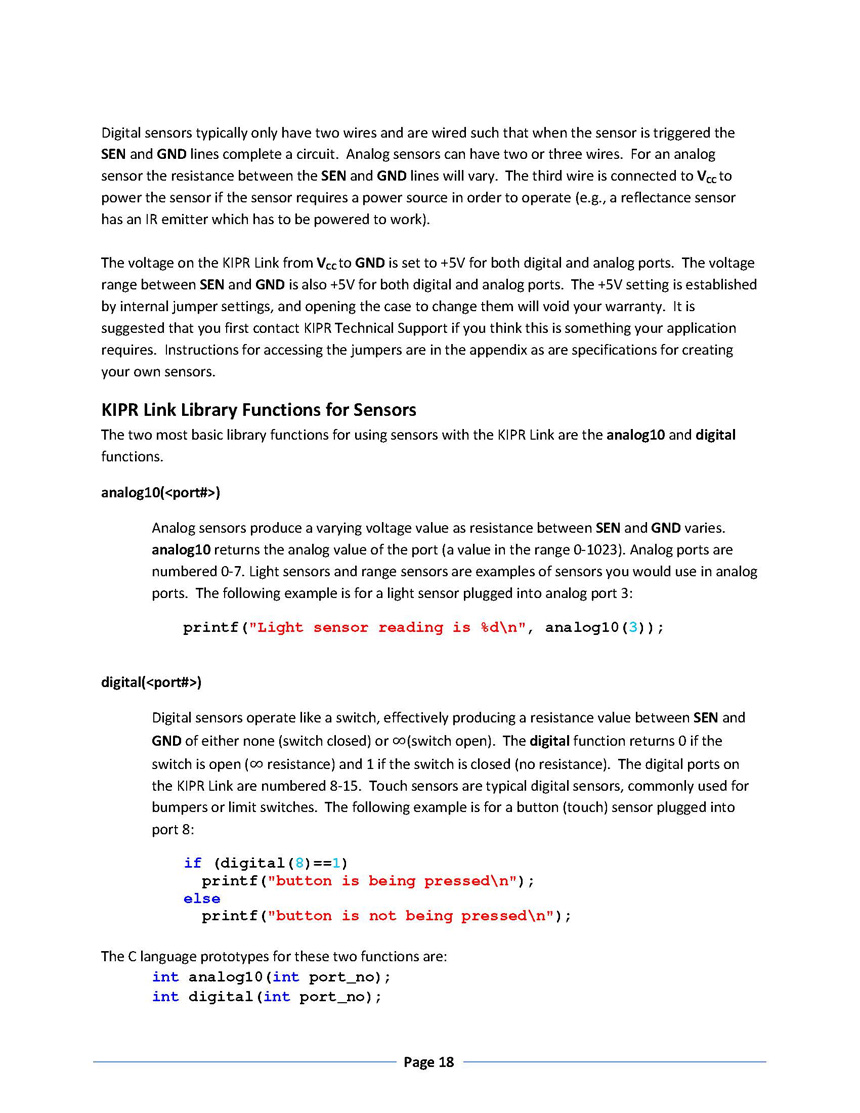 Digital sensors typically only have two wires and are wired such that when the sensor is triggered the
SEN and GND lines complete a circuit.  Analog sensors can have two or three wires.  For an analog
sensor the resistance between the SEN and GND lines will vary.  The third wire is connected to VCC to
power the sensor if the sensor requires a power source in order to operate (e.g., a reflectance sensor
has an IR emitter which has to be powered to work).
The voltage on the KIPR Link from VCC to GND is set to +5V for both digital and analog ports.  The voltage
range between SEN and GND is also +5V for both digital and analog ports.  The +5V setting is established
by internal jumper settings, and opening the case to change them will void your warranty.  It is
suggested that you first contact KIPR Technical Support if you think this is something your application
requires.  Instructions for accessing the jumpers are in the appendix as are specifications for creating
your own sensors.
KIPR Link Library Functions for Sensors
The two most basic library functions for using sensors with the KIPR Link are the analog10 and digital
functions.
analog10(<port#>)
Analog sensors produce a varying voltage value as resistance between SEN and GND varies.
analog10 returns the analog value of the port (a value in the range 0-1023). Analog ports are
numbered 0-7. Light sensors and range sensors are examples of sensors you would use in analog
ports.  The following example is for a light sensor plugged into analog port 3:
printf("Light sensor reading is %d\n", analog10(3));
digital(<port#>)
Digital sensors operate like a switch, effectively producing a resistance value between SEN and
GND of either none (switch closed) or ∞(switch open).  The digital function returns 0 if the
switch is open (∞ resistance) and 1 if the switch is closed (no resistance).  The digital ports on
the KIPR Link are numbered 8-15.  Touch sensors are typical digital sensors, commonly used for
bumpers or limit switches.  The following example is for a button (touch) sensor plugged into
port 8:
if (digital(8)==1)
  printf("button is being pressed\n");
else
  printf("button is not being pressed\n");
The C language prototypes for these two functions are:
int analog10(int port_no);
int digital(int port_no);
Page 18